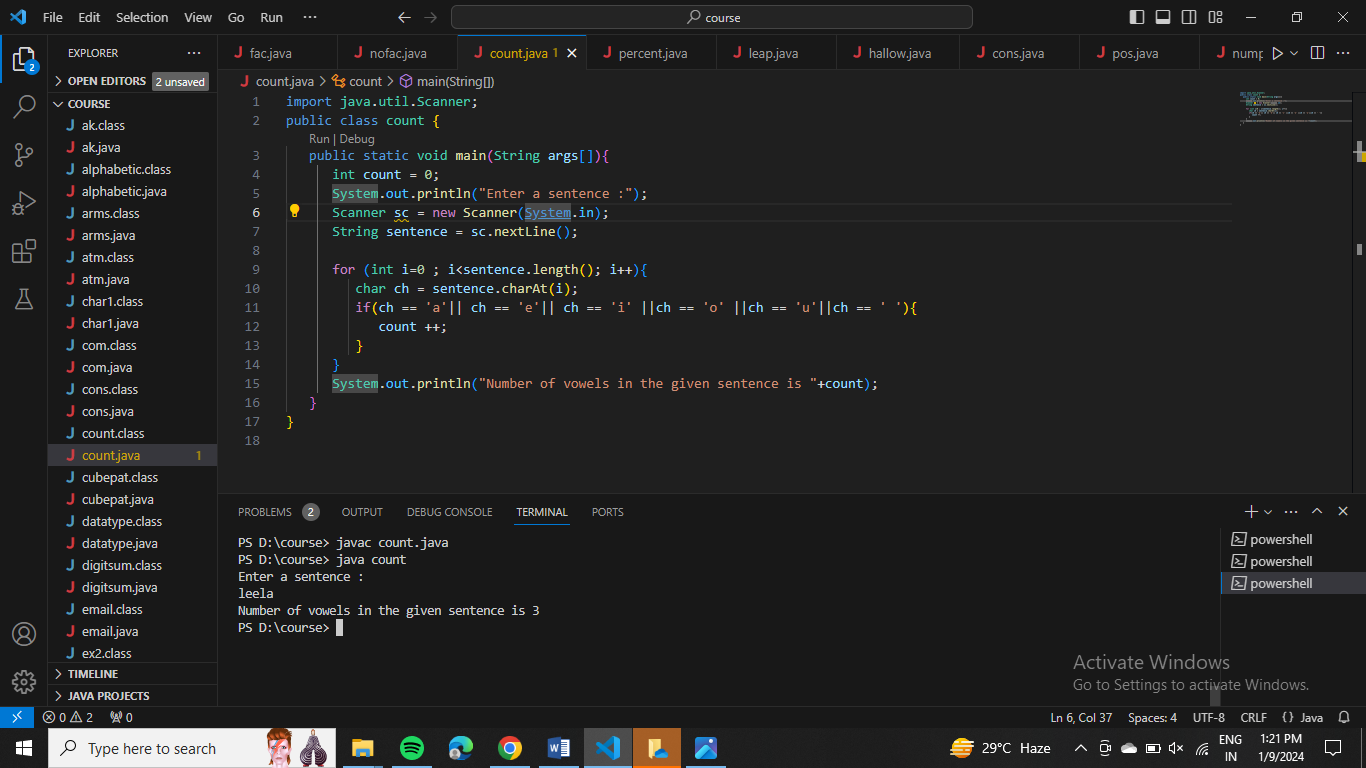 File Edit Selection View Go Run ··· course
EXPLORER ···
OPEN EDITORS 2 unsaved
COURSE
ak.class
ak.java
alphabetic.class
alphabetic.java
arms.class
arms.java
atm.class
atm.java
char1.class
char1.java
com.class
com.java
cons.class
cons.java
count.class
count.java 1
cubepat.class
cubepat.java
datatype.class
datatype.java
digitsum.class
digitsum.java
email.class
email.java
ex2.class
TIMELINE
JAVA PROJECTS
2
fac.java nofac.java count.java 1 percent.java leap.java hallow.java cons.java pos.java nump
count.java > count > main(String[])
1 import java.util.Scanner;
2 public class count {
Run | Debug
3 public static void main(String args[]){
4 int count = 0;
5 System.out.println("Enter a sentence :");
6 Scanner sc = new Scanner(System.in);
7 String sentence = sc.nextLine();
8
9 for (int i=0 ; i<sentence.length(); i++){
10 char ch = sentence.charAt(i);
11 if(ch == 'a'|| ch == 'e'|| ch == 'i' ||ch == 'o' ||ch == 'u'||ch == ' '){
12 count ++;
13 }
14 }
15 System.out.println("Number of vowels in the given sentence is "+count);
16 }
17 }
18
PROBLEMS 2 OUTPUT DEBUG CONSOLE TERMINAL PORTS
PS D:\course> javac count.java
PS D:\course> java count
Enter a sentence :
leela
Number of vowels in the given sentence is 3
PS D:\course>
powershell
powershell
powershell
Activate Windows
Go to Settings to activate Windows.
0 2 0 Ln 6, Col 37 Spaces: 4 UTF-8 CRLF {} Java
Type here to search 29°C Haze ENG IN 1:21 PM 1/9/2024